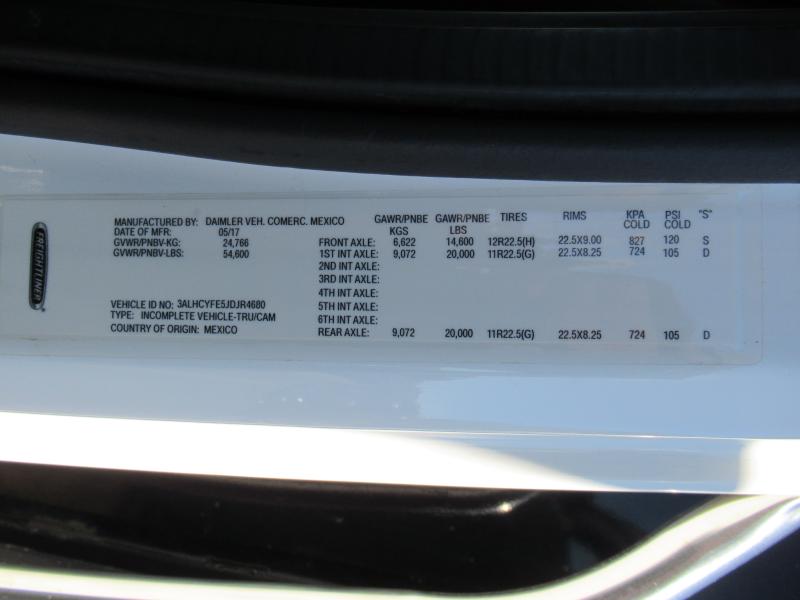 FREIGHTLINER
MANUFACTURED BY: DAIMLER VEH. COMERC. MEXICO
DATE OF MFR: 05/17
GVWR/PNBV-KG: 24,766
GVWR/PNBV-LBS: 54,600
VEHICLE ID NO: 3ALHCYFE5JDJR4680
TYPE: INCOMPLETE VEHICLE-TRU/CAM
COUNTRY OF ORIGIN: MEXICO
GAWR/PNBE KGS GAWR/PNBE LBS TIRES RIMS KPA COLD PSI COLD "S"
FRONT AXLE: 6,622 14,600 12R22.5(H) 22.5X9.00 827 120 S
1ST INT AXLE: 9,072 20,000 11R22.5(G) 22.5X8.25 724 105 D
2ND INT AXLE:
3RD INT AXLE:
4TH INT AXLE:
5TH INT AXLE:
6TH INT AXLE:
REAR AXLE: 9,072 20,000 11R22.5(G) 22.5X8.25 724 105 D